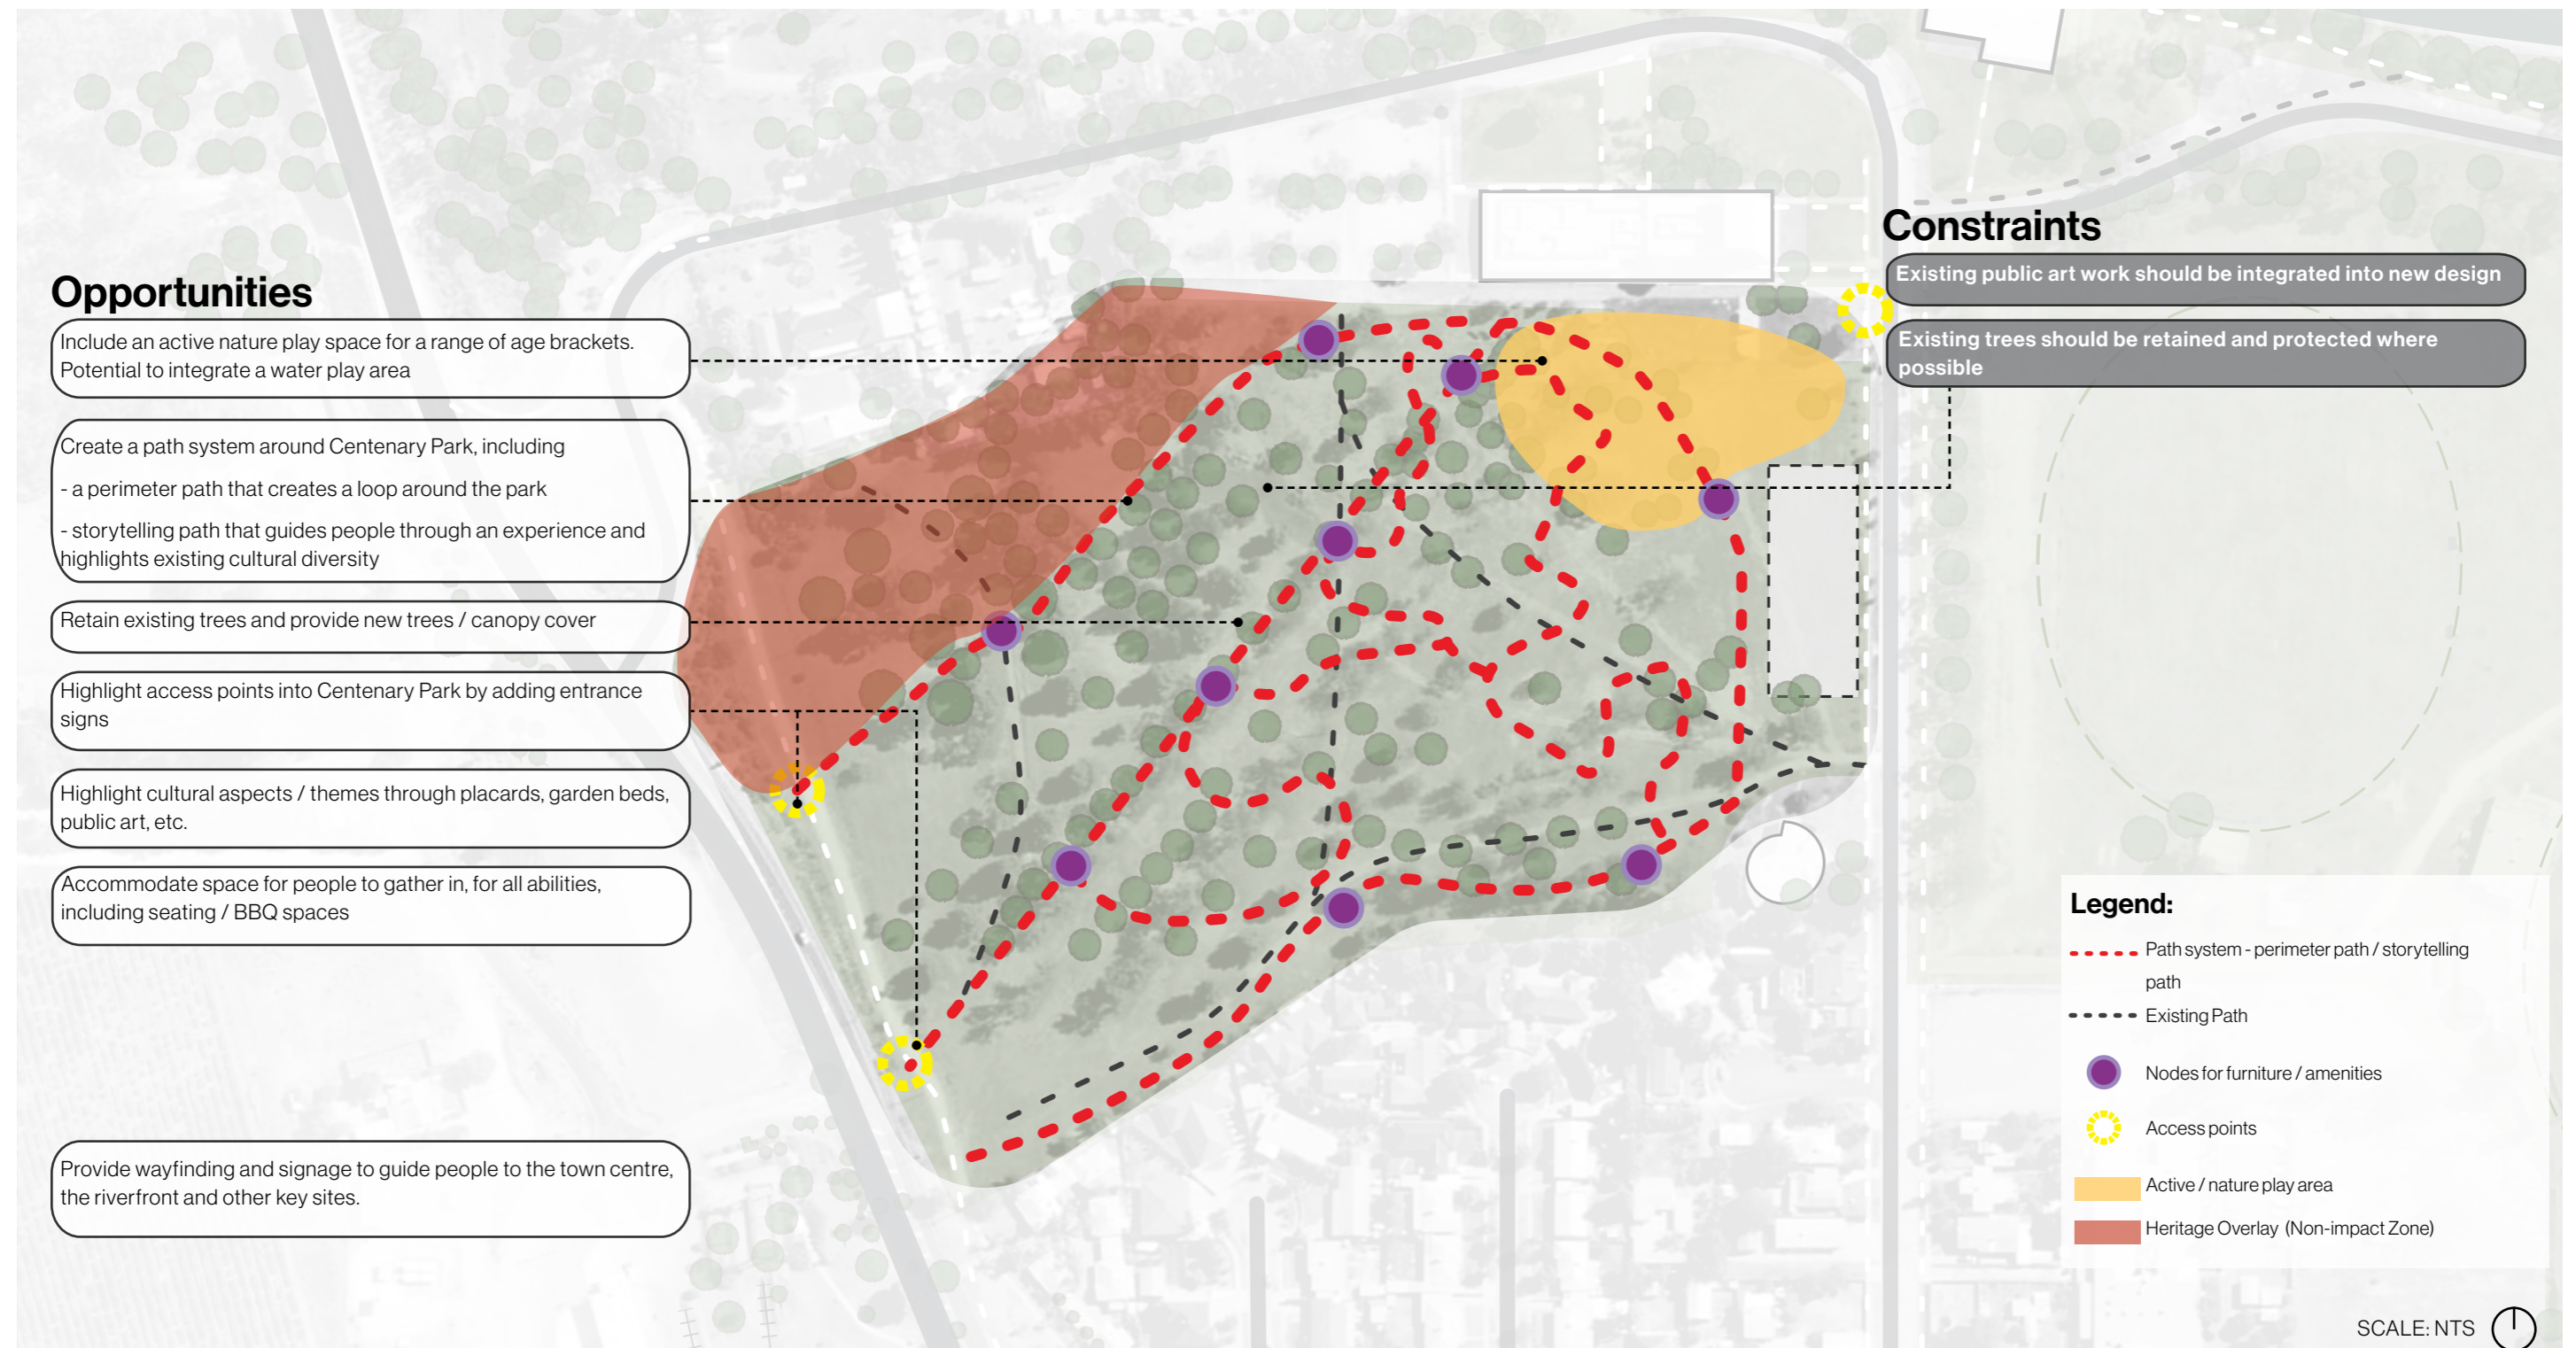 Opportunities
Include an active nature play space for a range of age brackets.
Potential to integrate a water play area
Create a path system around Centenary Park, including
- a perimeter path that creates a loop around the park
- storytelling path that guides people through an experience and
highlights existing cultural diversity
Retain existing trees and provide new trees / canopy cover
Highlight access points into Centenary Park by adding entrance
signs
Highlight cultural aspects / themes through placards, garden beds,
public art, etc.
Accommodate space for people to gather in, for all abilities,
including seating / BBQ spaces
Provide wayfinding and signage to guide people to the town centre,
the riverfront and other key sites.
Constraints
Existing public art work should be integrated into new design
Existing trees should be retained and protected where
possible
Legend:
Path system - perimeter path / storytelling
path
Existing Path
Nodes for furniture / amenities
Access points
Active / nature play area
Heritage Overlay (Non-impact Zone)
SCALE: NTS